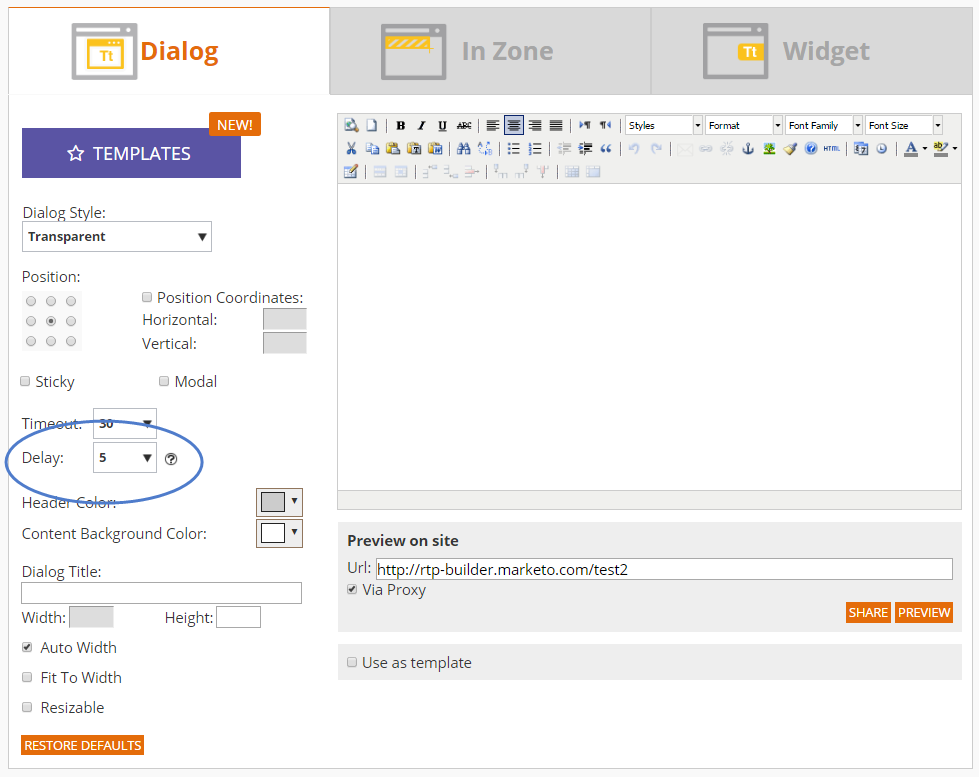 Dialog
In Zone
Widget
NEW!
TEMPLATES
Dialog Style:
Transparent
Position:
Position Coordinates:
Horizontal:
Vertical:
Sticky
Modal
Timeout: 30
Delay: 5
Header Color:
Content Background Color:
Dialog Title:
Width:
Height:
Auto Width
Fit To Width
Resizable
RESTORE DEFAULTS
B I U ABC Styles Format Font Family Font Size
HTML
Preview on site
Url: http://rtp-builder.marketo.com/test2
Via Proxy
SHARE PREVIEW
Use as template